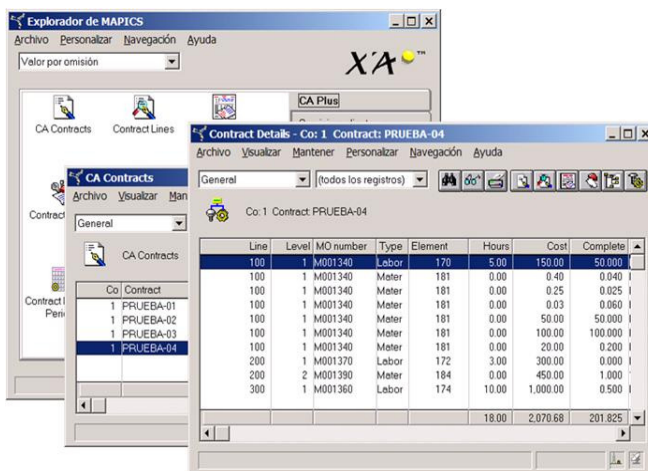 Explorador de MAPICS
Archivo Personalizar Navegación Ayuda
Valor por omisión
XA ™
CA Plus
CA Contracts Contract Lines
Contract Details - Co: 1 Contract: PRUEBA-04
Archivo Visualizar Mantener Personalizar Navegación Ayuda
General (todos los registros)
Co: 1 Contract: PRUEBA-04
Line Level MO number Type Element Hours Cost Complete
100 1 M001340 Labor 170 5.00 150.00 50.000
100 1 M001340 Mater 181 0.00 0.40 0.040
100 1 M001340 Mater 181 0.00 0.25 0.025
100 1 M001340 Mater 181 0.00 0.03 0.060
100 1 M001340 Mater 181 0.00 50.00 50.000
100 1 M001340 Mater 181 0.00 100.00 100.000
100 1 M001340 Mater 181 0.00 20.00 0.200
200 1 M001370 Labor 172 3.00 300.00 0.000
200 2 M001390 Mater 184 0.00 450.00 1.000
300 1 M001360 Labor 174 10.00 1,000.00 0.500
18.00 2,070.68 201.825
CA Contracts
Archivo Visualizar Man
General
CA Contracts
Co Contract
1 PRUEBA-01
1 PRUEBA-02
1 PRUEBA-03
1 PRUEBA-04
Contract
Peri